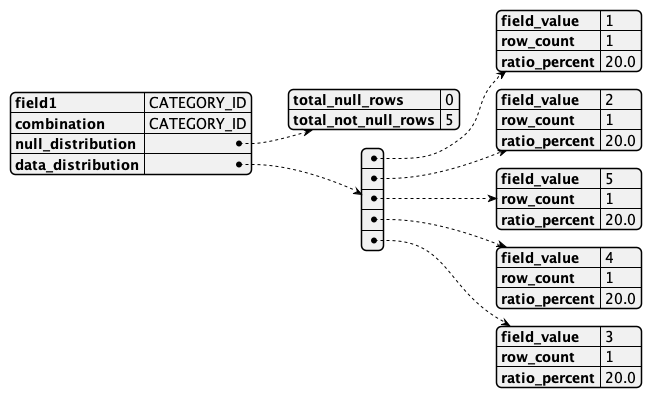 field1 CATEGORY_ID
combination CATEGORY_ID
null_distribution
data_distribution
total_null_rows 0
total_not_null_rows 5
field_value 1
row_count 1
ratio_percent 20.0
field_value 2
row_count 1
ratio_percent 20.0
field_value 5
row_count 1
ratio_percent 20.0
field_value 4
row_count 1
ratio_percent 20.0
field_value 3
row_count 1
ratio_percent 20.0